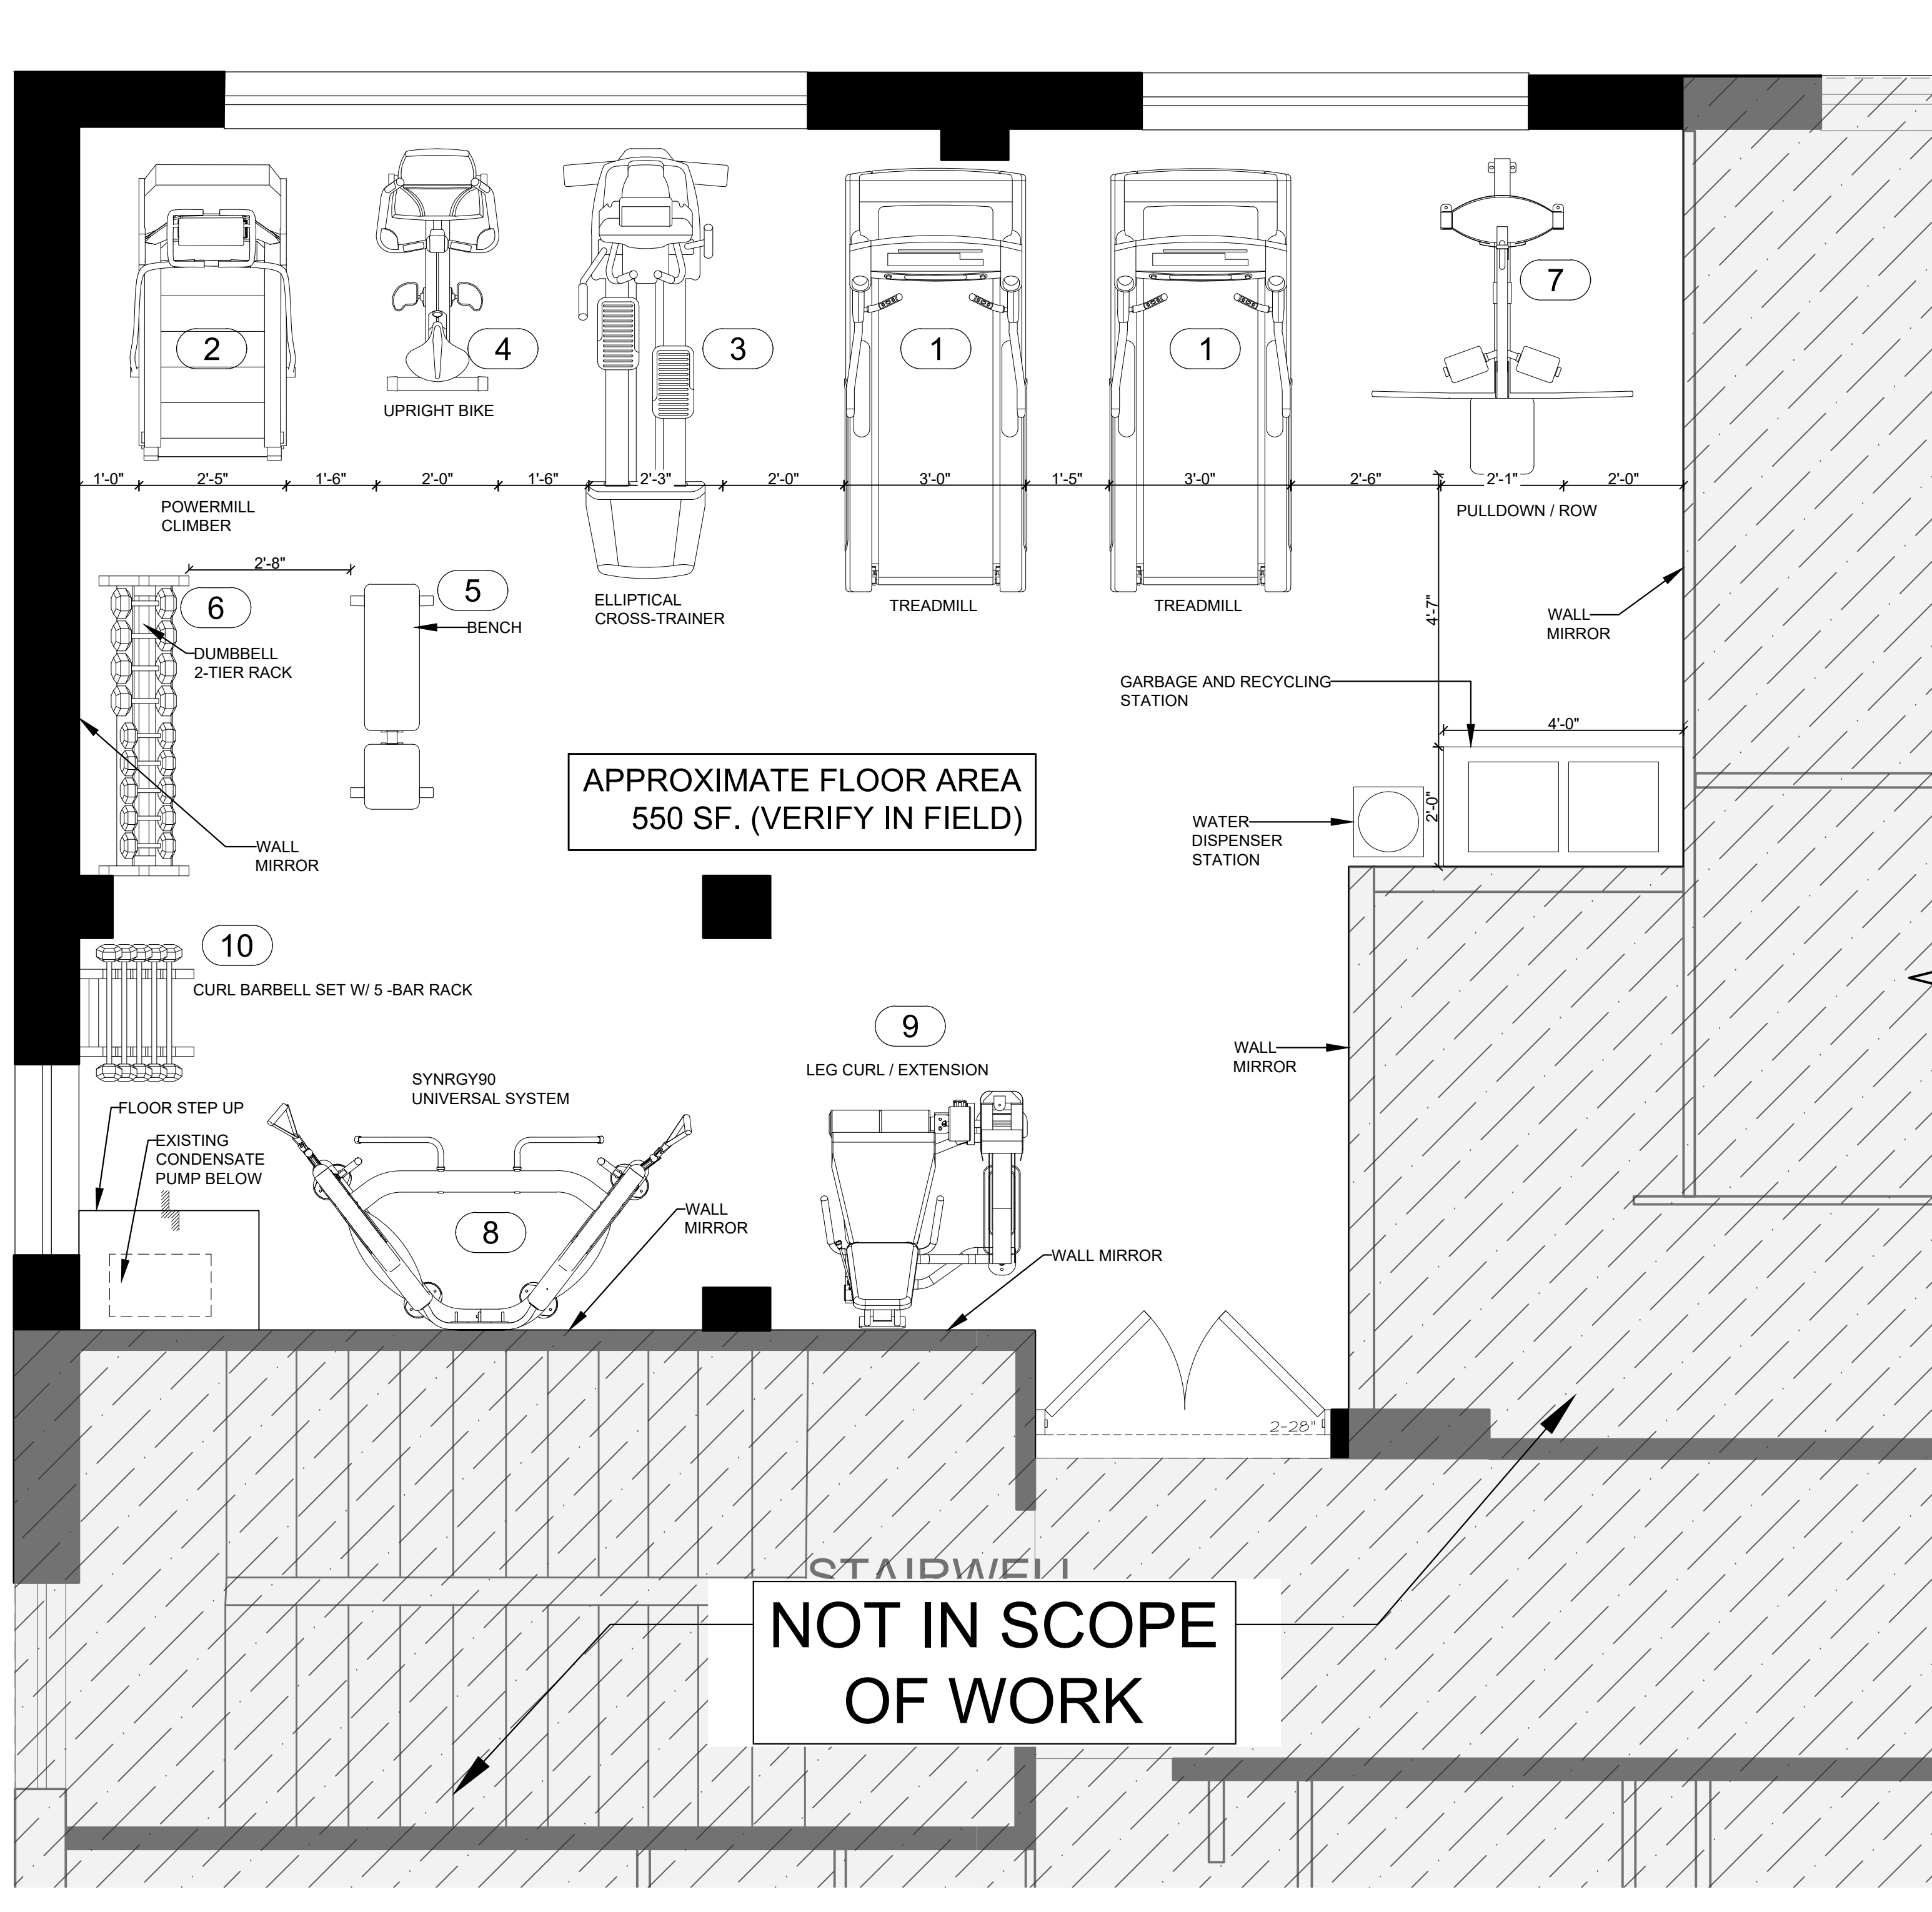 7
2
4
3
1
1
UPRIGHT BIKE
1'-0"
2'-5"
1'-6"
2'-0"
1'-6"
2'-3"
2'-0"
3'-0"
1'-5"
3'-0"
2'-6"
2'-1"
2'-0"
POWERMILL
CLIMBER
PULLDOWN / ROW
2'-8"
6
5
BENCH
ELLIPTICAL
CROSS-TRAINER
TREADMILL
TREADMILL
4'-7"
WALL
MIRROR
DUMBBELL
2-TIER RACK
GARBAGE AND RECYCLING
STATION
4'-0"
APPROXIMATE FLOOR AREA
550 SF. (VERIFY IN FIELD)
2'-0"
WATER
DISPENSER
STATION
WALL
MIRROR
10
CURL BARBELL SET W/ 5 -BAR RACK
9
LEG CURL / EXTENSION
WALL
MIRROR
SYNRGY90
UNIVERSAL SYSTEM
FLOOR STEP UP
EXISTING
CONDENSATE
PUMP BELOW
8
WALL
MIRROR
WALL MIRROR
2-28"
STAIRWELL
NOT IN SCOPE
OF WORK